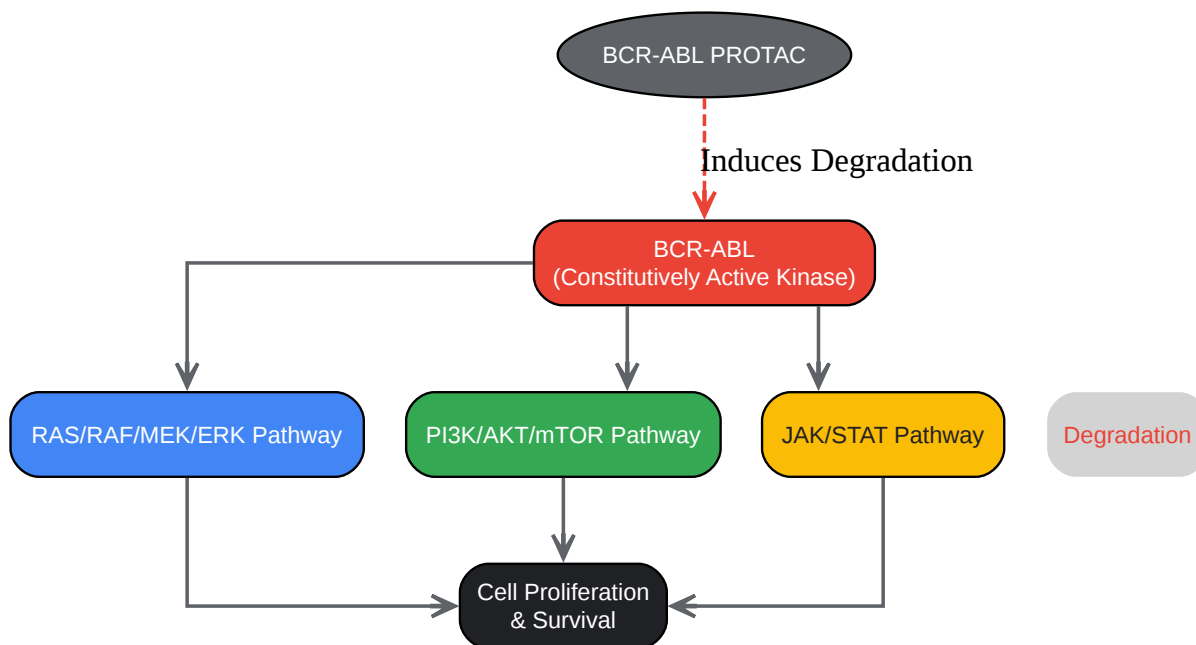 BCR-ABL PROTAC
Induces Degradation
BCR-ABL
(Constitutively Active Kinase)
RAS/RAF/MEK/ERK Pathway
PI3K/AKT/mTOR Pathway
JAK/STAT Pathway
Degradation
Cell Proliferation
& Survival